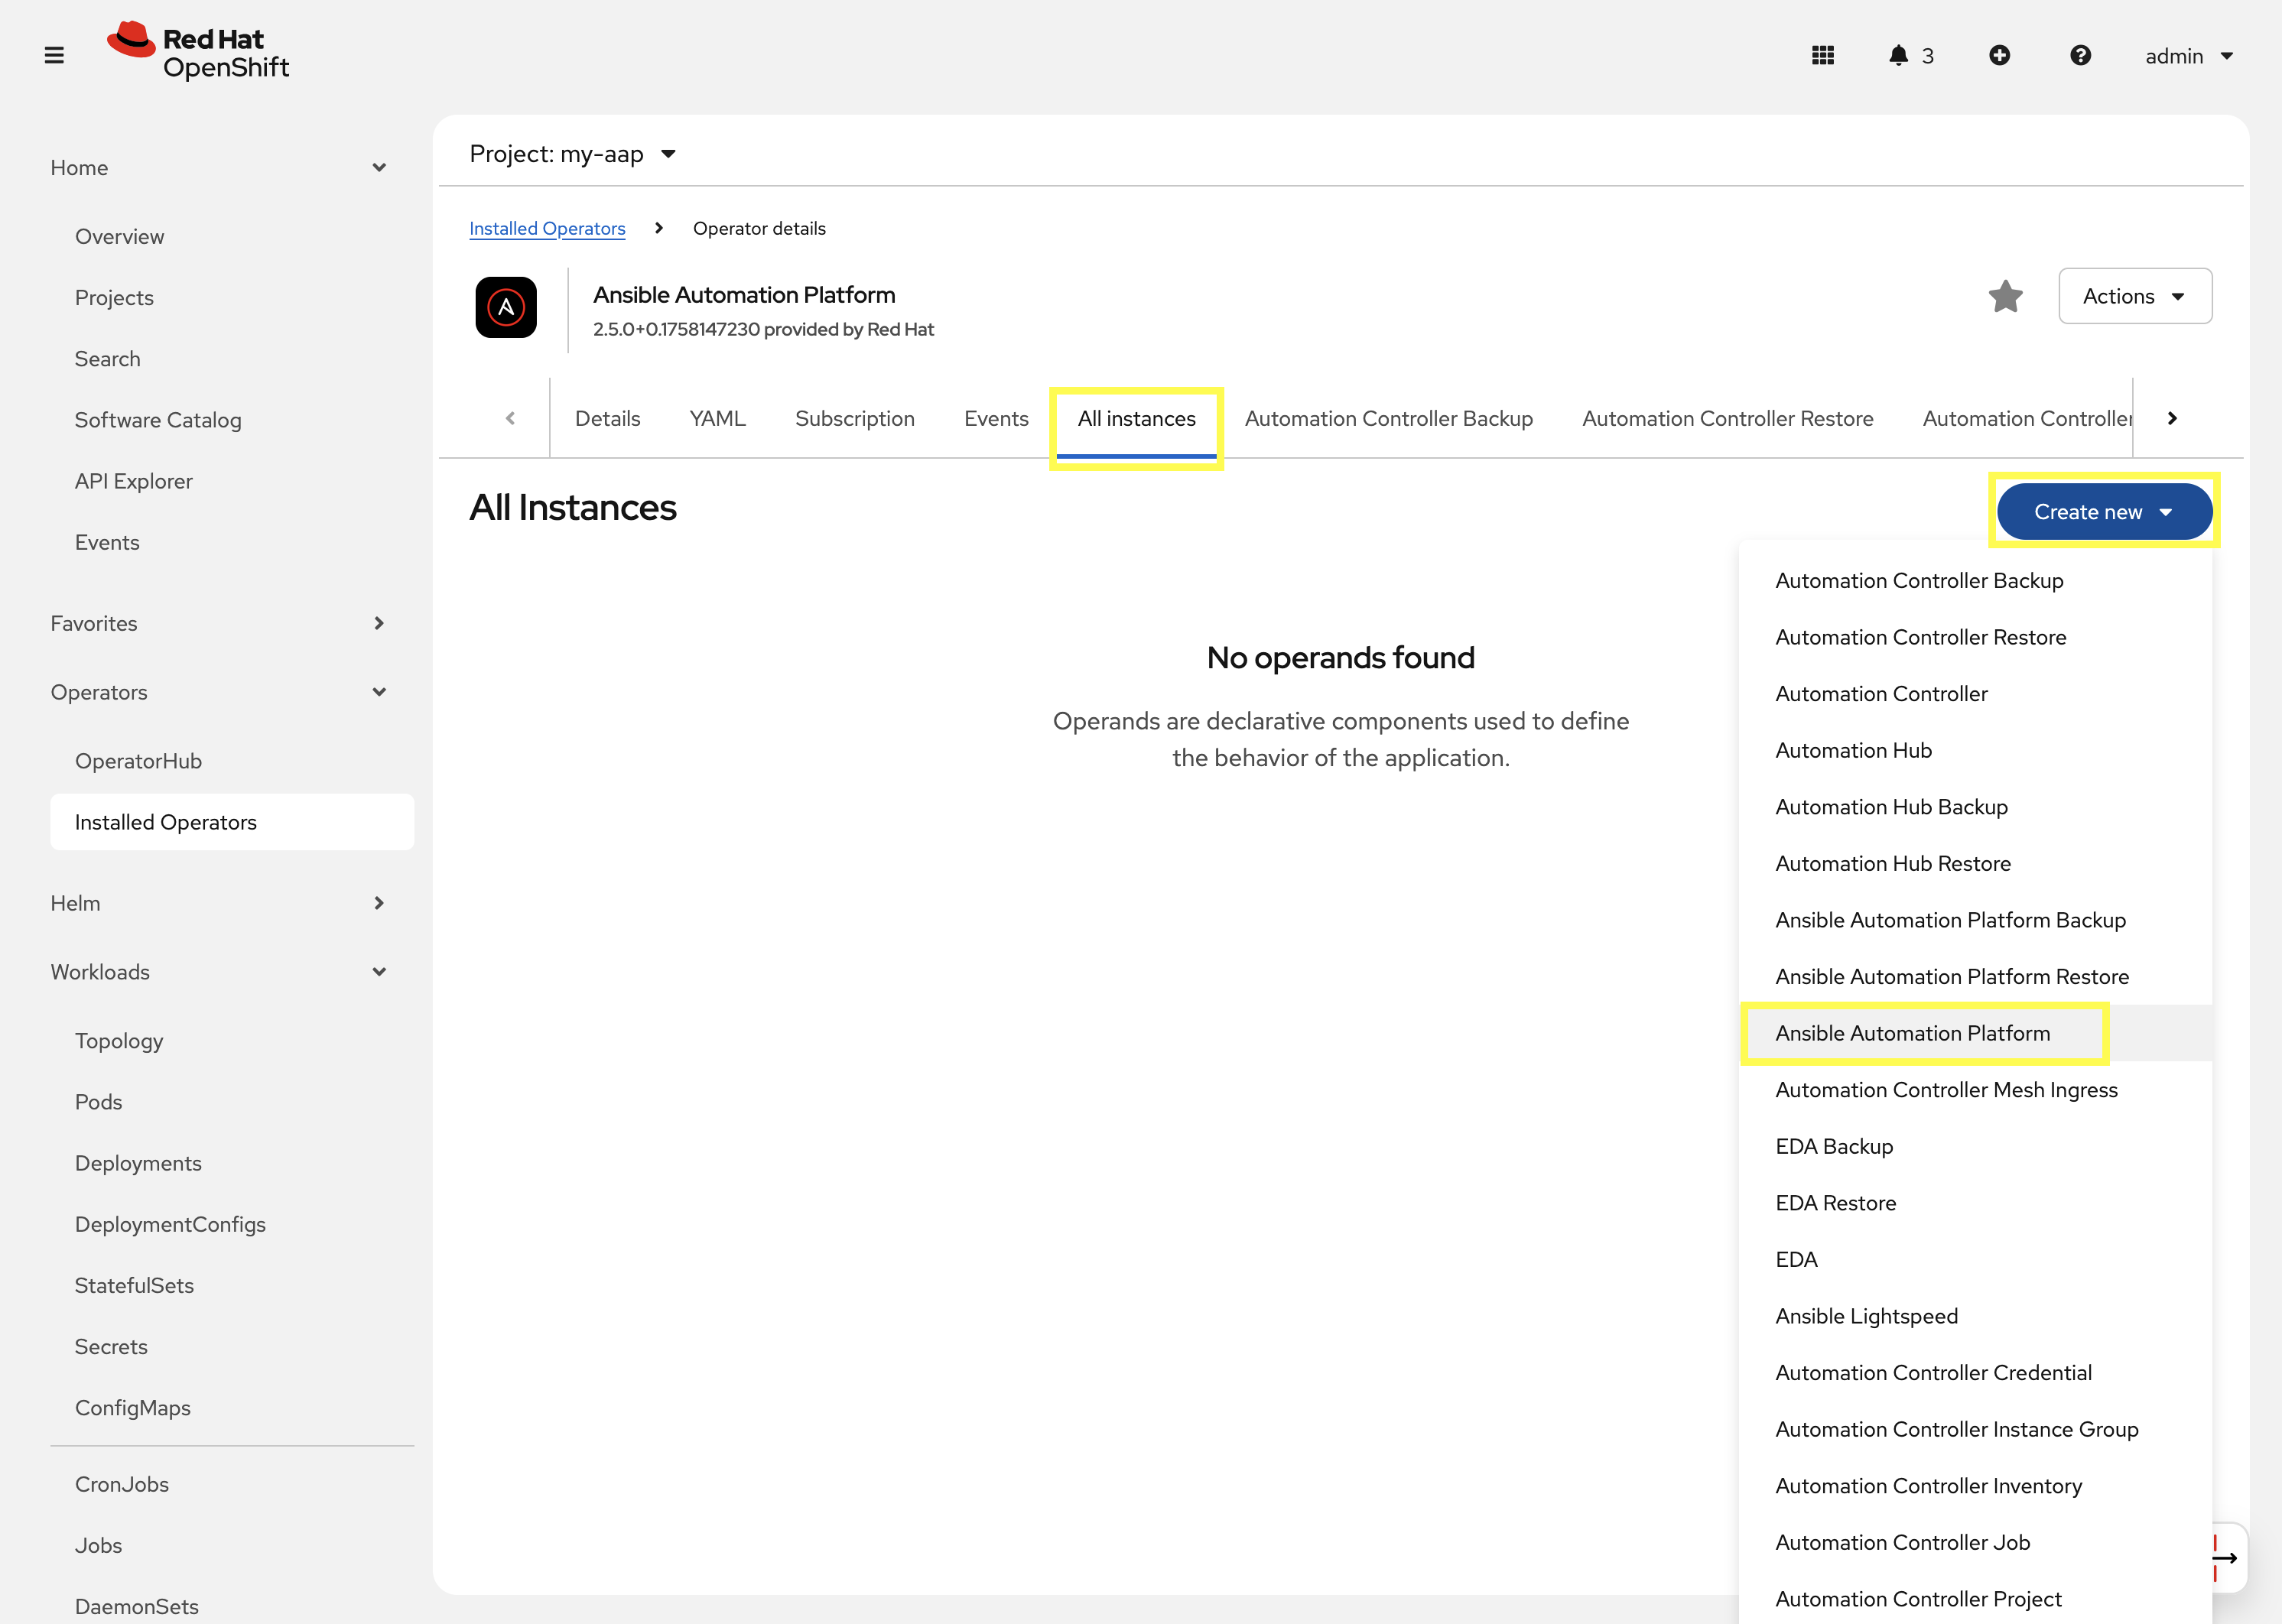 Red Hat
OpenShift
3
admin
Home
Overview
Projects
Search
Software Catalog
API Explorer
Events
Favorites
Operators
OperatorHub
Installed Operators
Helm
Workloads
Topology
Pods
Deployments
DeploymentConfigs
StatefulSets
Secrets
ConfigMaps
CronJobs
Jobs
DaemonSets
Project: my-aap
Installed Operators
Operator details
Ansible Automation Platform
2.5.0+0.1758147230 provided by Red Hat
Actions
Details
YAML
Subscription
Events
All instances
Automation Controller Backup
Automation Controller Restore
Automation Controller
All Instances
Create new
No operands found
Operands are declarative components used to define
the behavior of the application.
Automation Controller Backup
Automation Controller Restore
Automation Controller
Automation Hub
Automation Hub Backup
Automation Hub Restore
Ansible Automation Platform Backup
Ansible Automation Platform Restore
Ansible Automation Platform
Automation Controller Mesh Ingress
EDA Backup
EDA Restore
EDA
Ansible Lightspeed
Automation Controller Credential
Automation Controller Instance Group
Automation Controller Inventory
Automation Controller Job
Automation Controller Project